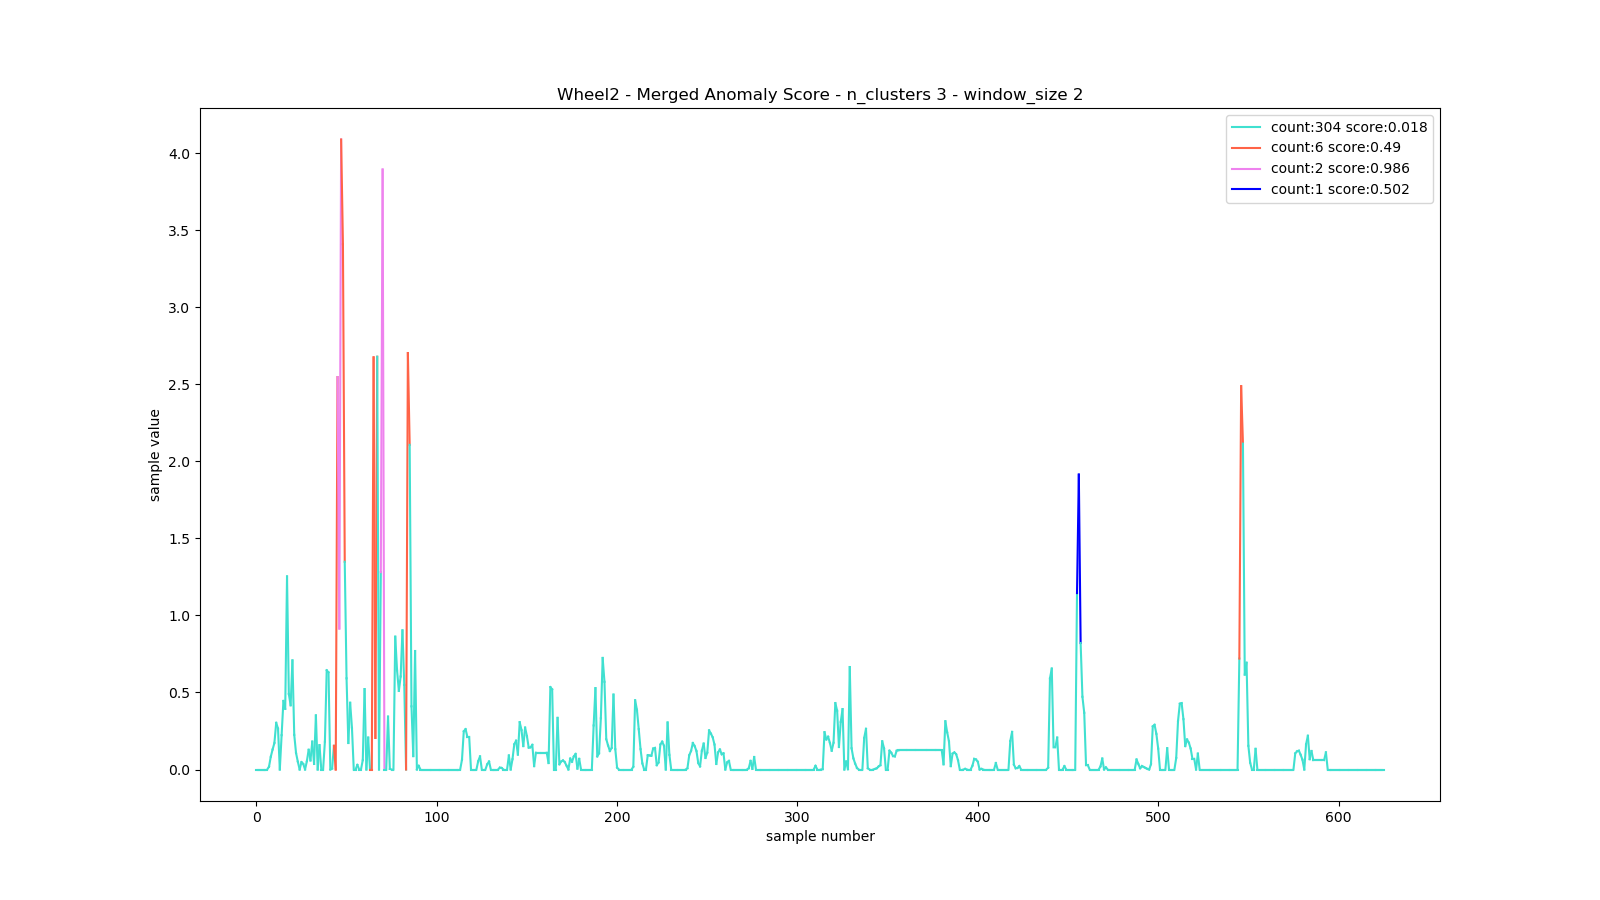 Wheel2 - Merged Anomaly Score - n_clusters 3 - window_size 2
count:304 score:0.018
count:6 score:0.49
count:2 score:0.986
count:1 score:0.502
4.0
3.5
3.0
2.5
2.0
1.5
1.0
0.5
0.0
sample value
0 100 200 300 400 500 600
sample number